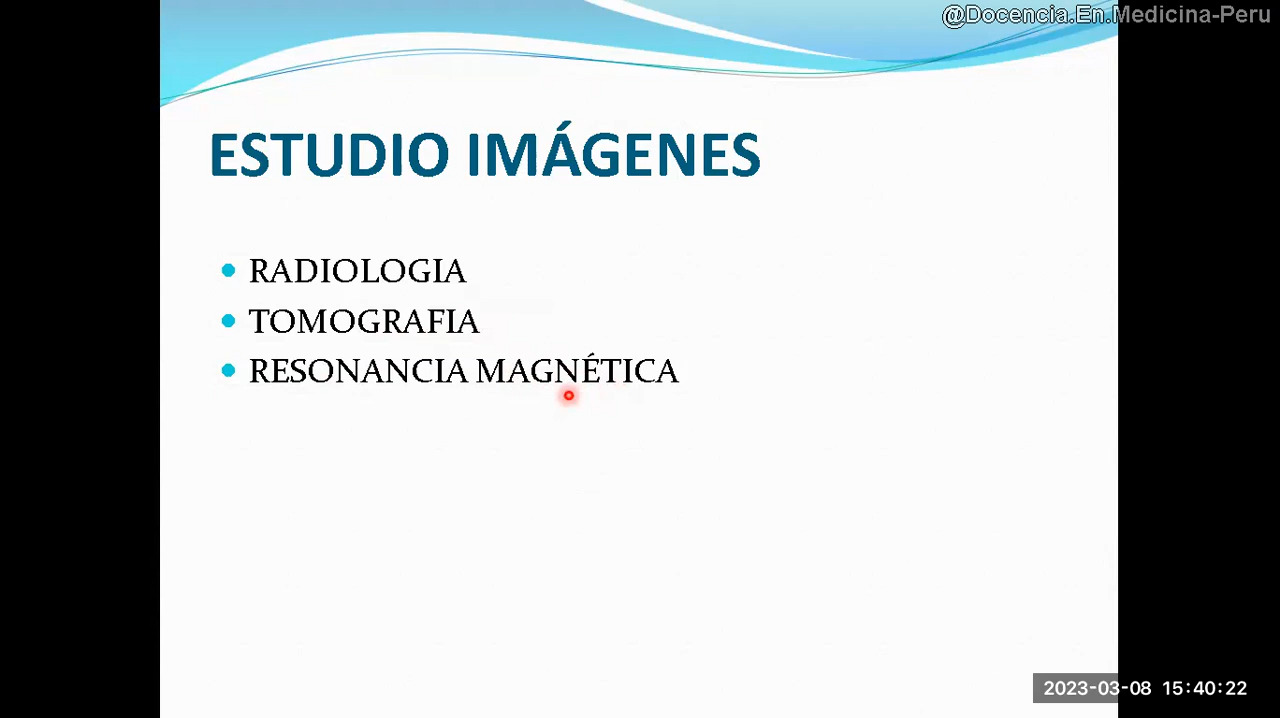 @Docencia.En.Medicina-Peru
ESTUDIO IMÁGENES
RADIOLOGIA
TOMOGRAFIA
RESONANCIA MAGNÉTICA
2023-03-08 15:40:22